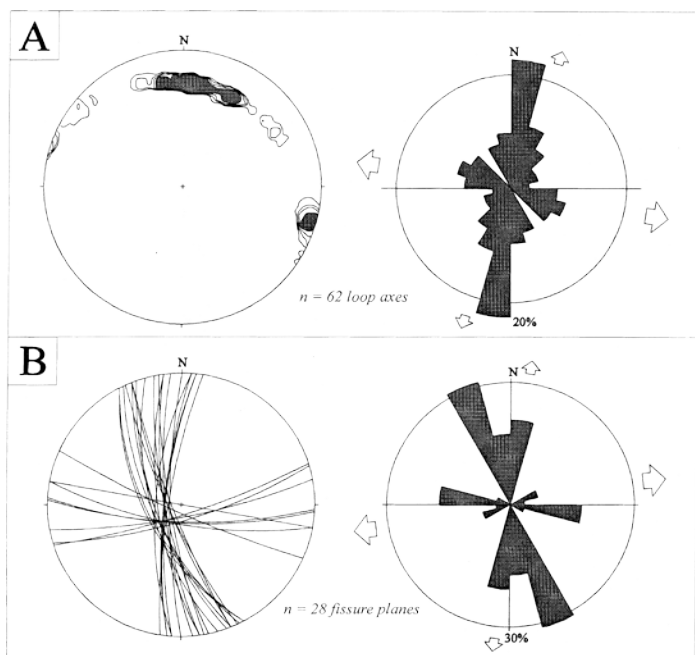 A
N
N
n = 62 loop axes
20%
B
N
N
n = 28 fissure planes
30%